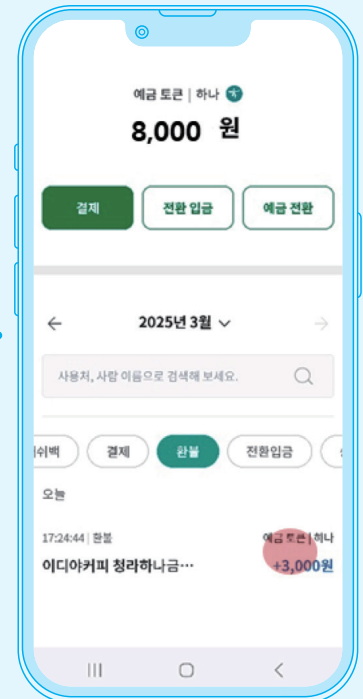 예금 토큰 | 하나
8,000 원
결제 전환 입금 예금 전환
2025년 3월
사용처, 사람 이름으로 검색해 보세요.
쉬백 결제 환불 전환입금
오늘
17:24:44 | 환불 예금 토큰 | 하나
이디야커피 청라하나금… +3,000원